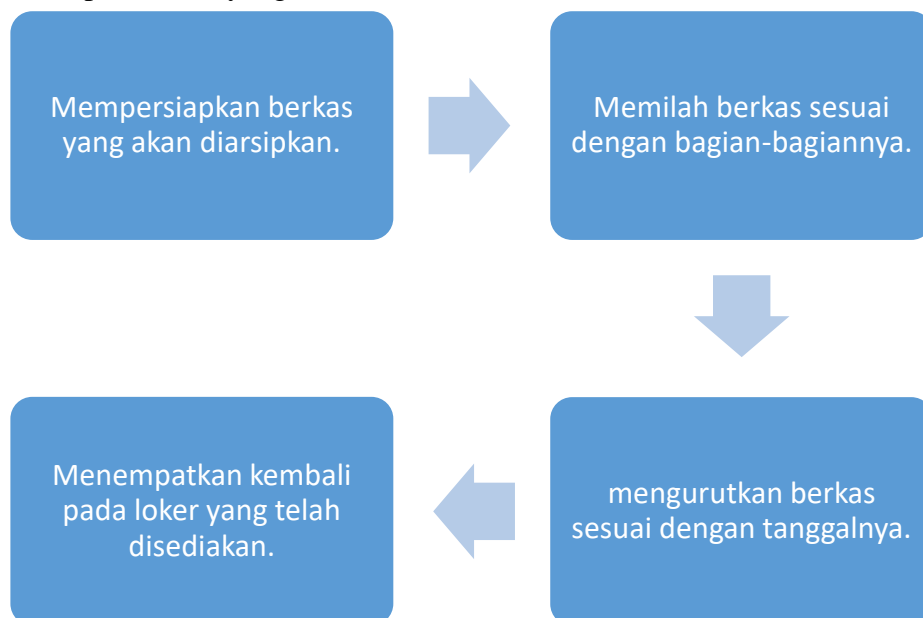 Mempersiapkan berkas
yang akan diarsipkan.
Memilah berkas sesuai
dengan bagian-bagiannya.
mengurutkan berkas
sesuai dengan tanggalnya.
Menempatkan kembali
pada loker yang telah
disediakan.